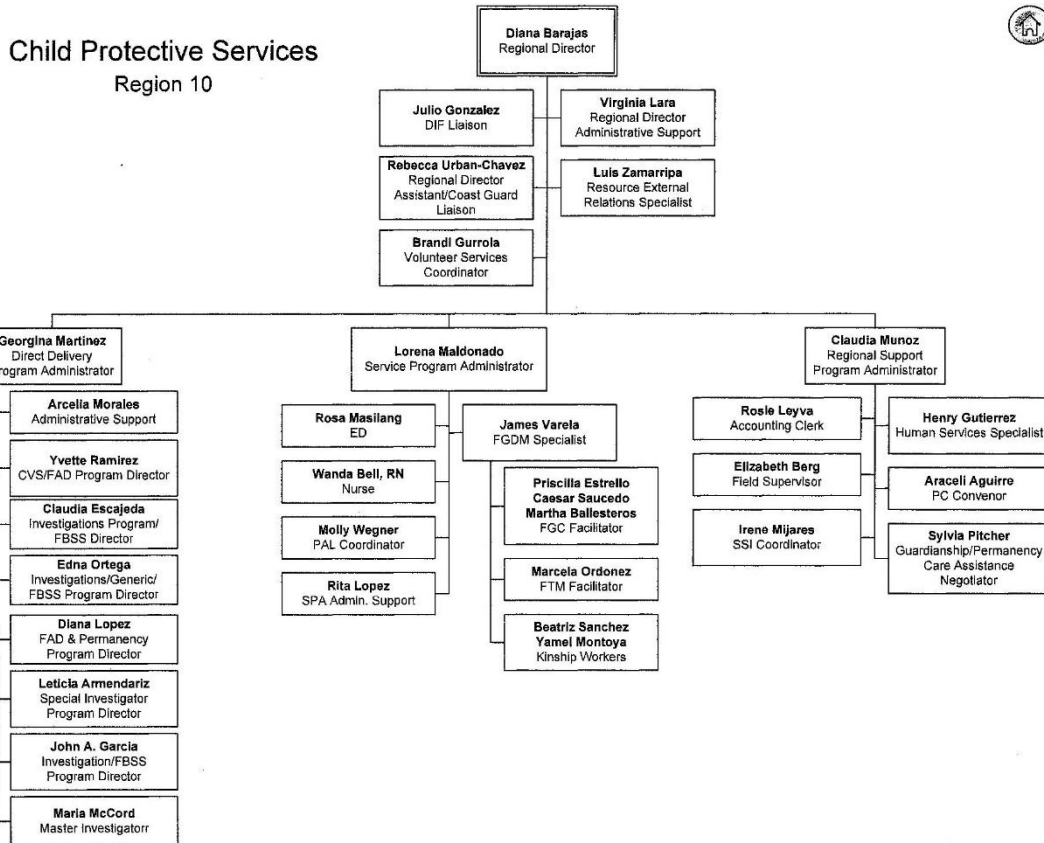 Child Protective Services
Region 10
Diana Barajas
Regional Director
Julio Gonzalez
DIF Liaison
Virginia Lara
Regional Director
Administrative Support
Rebecca Urban-Chavez
Regional Director
Assistant/Coast Guard
Liaison
Luis Zamarripa
Resource External
Relations Specialist
Brandi Gurrola
Volunteer Services
Coordinator
Georgina Martinez
Direct Delivery
Program Administrator
Arcelia Morales
Administrative Support
Yvette Ramirez
CVS/FAD Program Director
Claudia Escajeda
Investigations Program/
FBSS Director
Edna Ortega
Investigations/Generic/
FBSS Program Director
Diana Lopez
FAD & Permanency
Program Director
Leticia Armendariz
Special Investigator
Program Director
John A. Garcia
Investigation/FBSS
Program Director
Maria McCord
Master Investigatorr
Lorena Maldonado
Service Program Administrator
Rosa Masilang
ED
Wanda Bell, RN
Nurse
Molly Wegner
PAL Coordinator
Rita Lopez
SPA Admin. Support
James Varela
FGDM Specialist
Priscilla Estrello
Caesar Saucedo
Martha Ballesteros
FGC Facilitator
Marcela Ordonez
FTM Facilitator
Beatriz Sanchez
Yamel Montoya
Kinship Workers
Claudia Munoz
Regional Support
Program Administrator
Rosie Leyva
Accounting Clerk
Elizabeth Berg
Field Supervisor
Irene Mijares
SSI Coordinator
Henry Gutierrez
Human Services Specialist
Araceli Aguirre
PC Convenor
Sylvia Pitcher
Guardianship/Permanency
Care Assistance
Negotiator